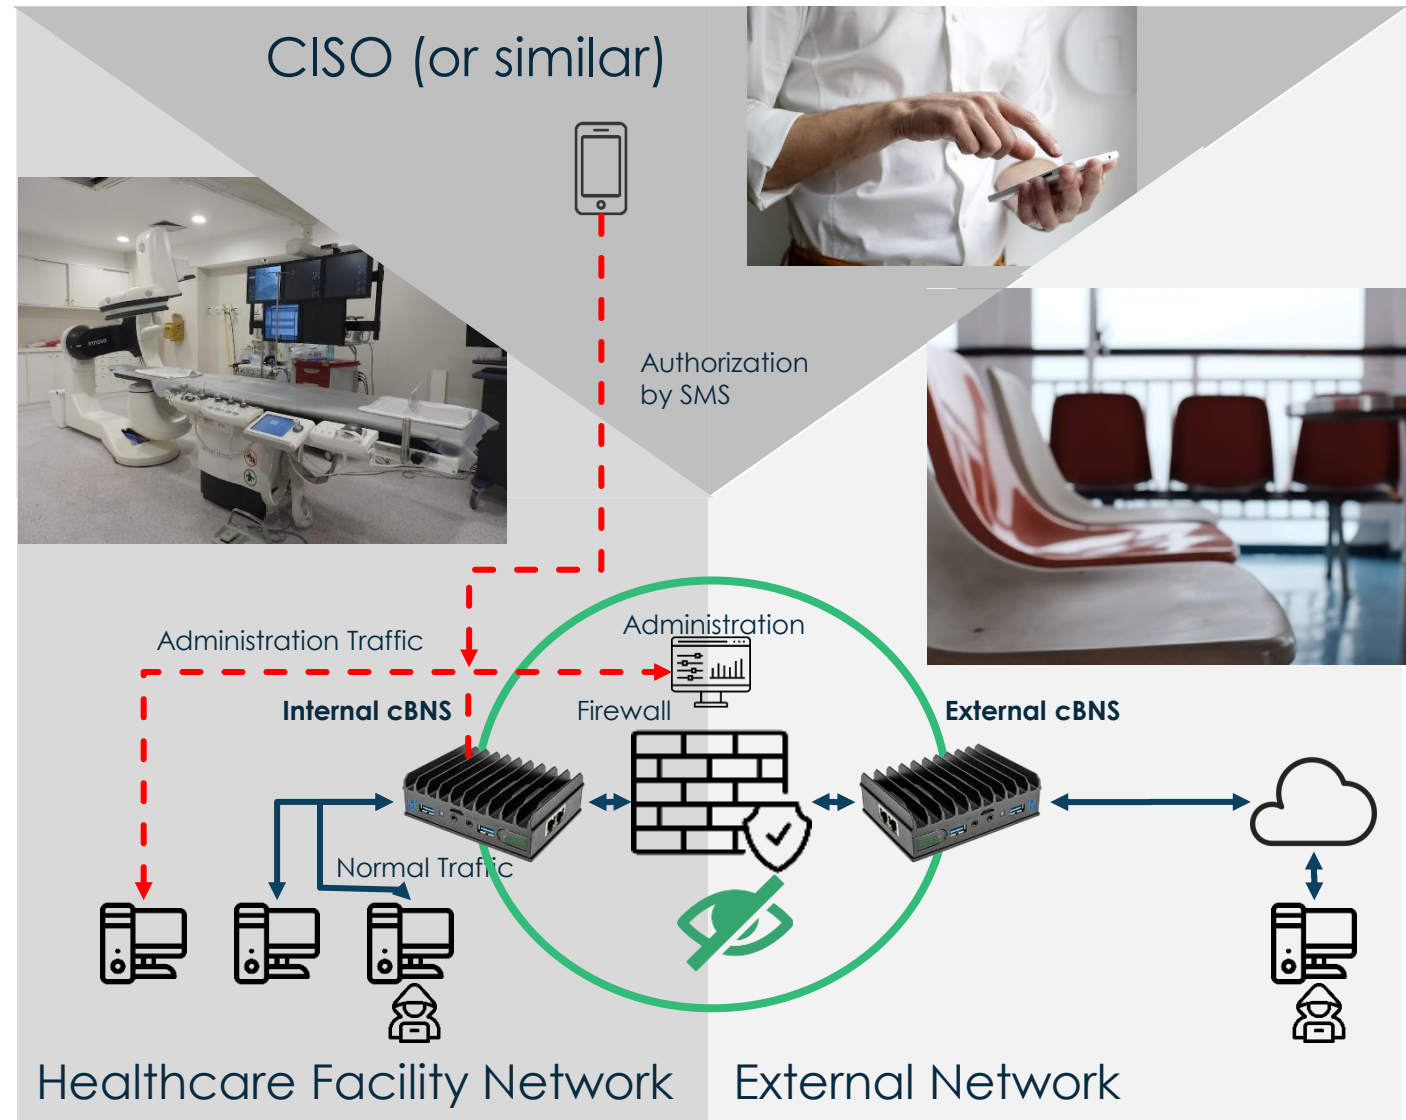 CISO (or similar)
Innova
Authorization
by SMS
Administration Traffic
Administration
Internal cBNS
Firewall
External cBNS
Normal Traffic
Healthcare Facility Network
External Network